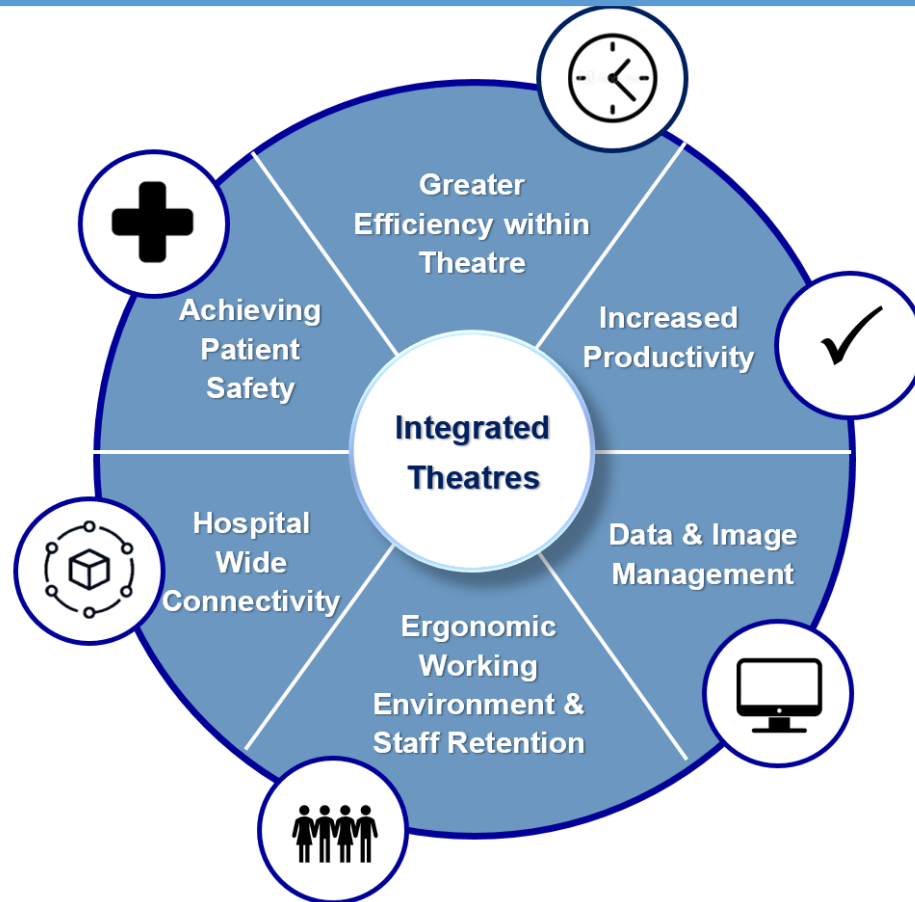 Greater
Efficiency within
Theatre
Increased
Productivity
Data & Image
Management
Ergonomic
Working
Environment &
Staff Retention
Hospital
Wide
Connectivity
Achieving
Patient
Safety
Integrated
Theatres